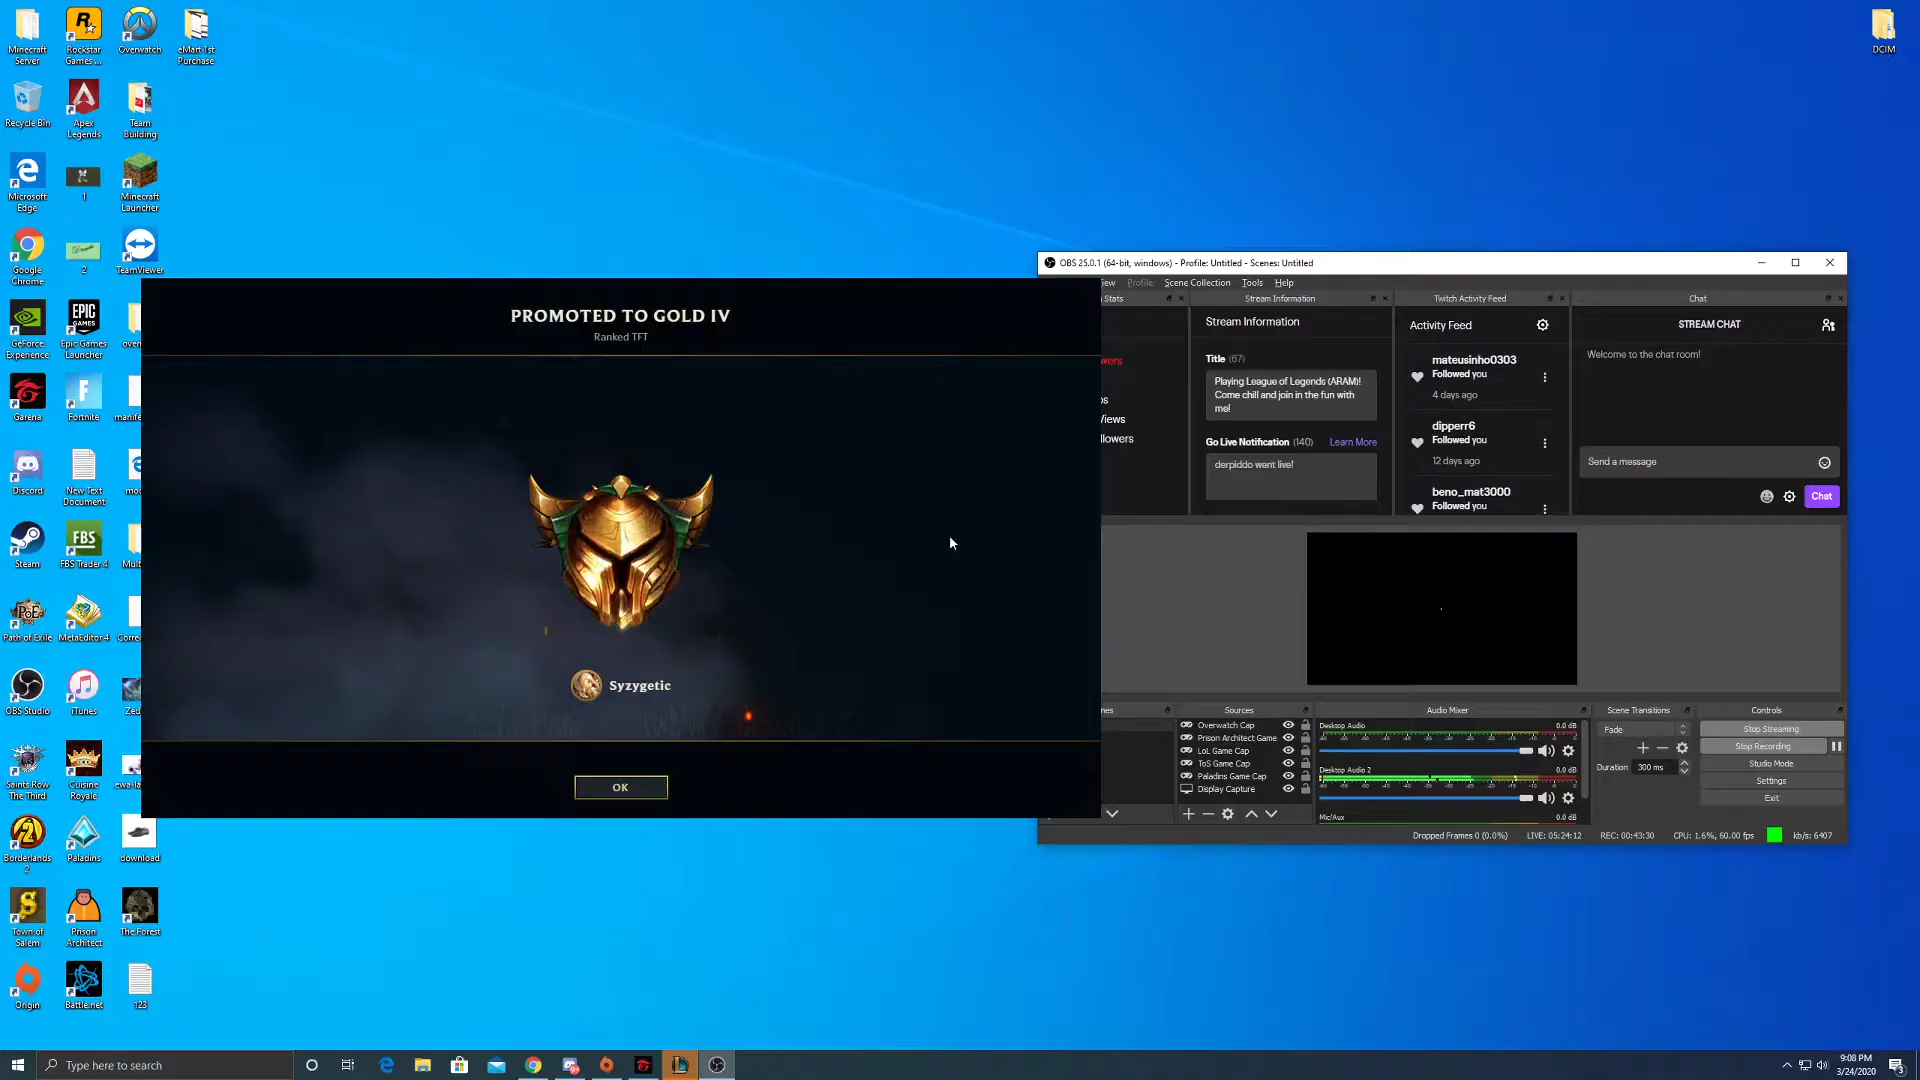 Minecraft Server
Rockstar Games ...
Overwatch
eMart 1st Purchase
DCIM
Recycle Bin
Apex Legends
Team Building
Microsoft Edge
1
Minecraft Launcher
Google Chrome
2
TeamViewer
GeForce Experience
Epic Games Launcher
Garena
Fortnite
Discord
New Text Document
Steam
FBS Trader 4
Path of Exile
MetaEditor 4
OBS Studio
iTunes
Saints Row The Third
Cuisine Royale
Borderlands 2
Paladins
download
Town of Salem
Prison Architect
The Forest
Origin
Battle.net
123
PROMOTED TO GOLD IV
Ranked TFT
Syzygetic
OK
OBS 25.0.1 (64-bit, windows) - Profile: Untitled - Scenes: Untitled
Profile
Scene Collection
Tools
Help
Stats
Stream Information
Twitch Activity Feed
Chat
Stream Information
Title (67)
Playing League of Legends (ARAM)!
Come chill and join in the fun with
me!
Go Live Notification (140)
Learn More
derpiddo went live!
Activity Feed
mateusinho0303
Followed you
4 days ago
dipperr6
Followed you
12 days ago
beno_mat3000
Followed you
STREAM CHAT
Welcome to the chat room!
Send a message
Chat
Sources
Overwatch Cap
Prison Architect Game
LoL Game Cap
ToS Game Cap
Paladins Game Cap
Display Capture
Audio Mixer
Desktop Audio
0.0 dB
Desktop Audio 2
0.0 dB
Mic/Aux
0.0 dB
Scene Transitions
Fade
Duration
300 ms
Controls
Stop Streaming
Stop Recording
Studio Mode
Settings
Exit
Dropped Frames 0 (0.0%)
LIVE: 05:24:12
REC: 00:43:30
CPU: 1.6%, 60.00 fps
kb/s: 6407
Type here to search
9:08 PM
3/24/2020